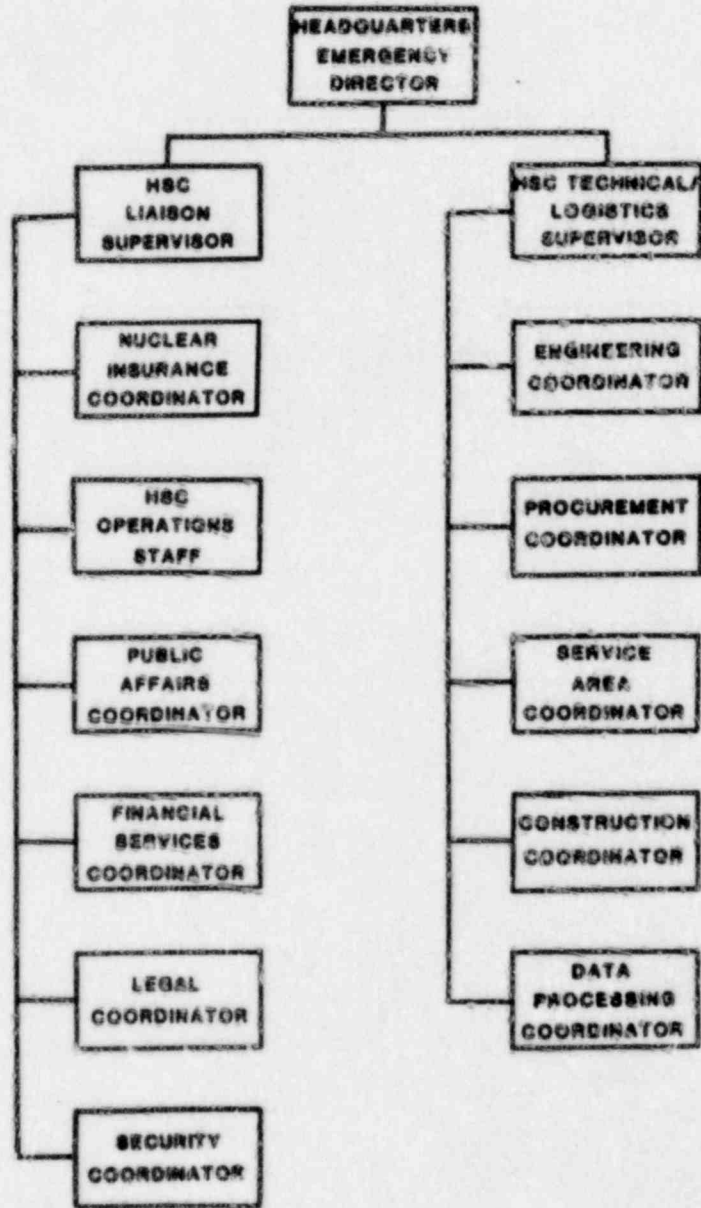 HEADQUARTERS
EMERGENCY
DIRECTOR
HSC
LIAISON
SUPERVISOR
NUCLEAR
INSURANCE
COORDINATOR
HSC
OPERATIONS
STAFF
PUBLIC
AFFAIRS
COORDINATOR
FINANCIAL
SERVICES
COORDINATOR
LEGAL
COORDINATOR
SECURITY
COORDINATOR
HSC TECHNICAL/
LOGISTICS
SUPERVISOR
ENGINEERING
COORDINATOR
PROCUREMENT
COORDINATOR
SERVICE
AREA
COORDINATOR
CONSTRUCTION
COORDINATOR
DATA
PROCESSING
COORDINATOR